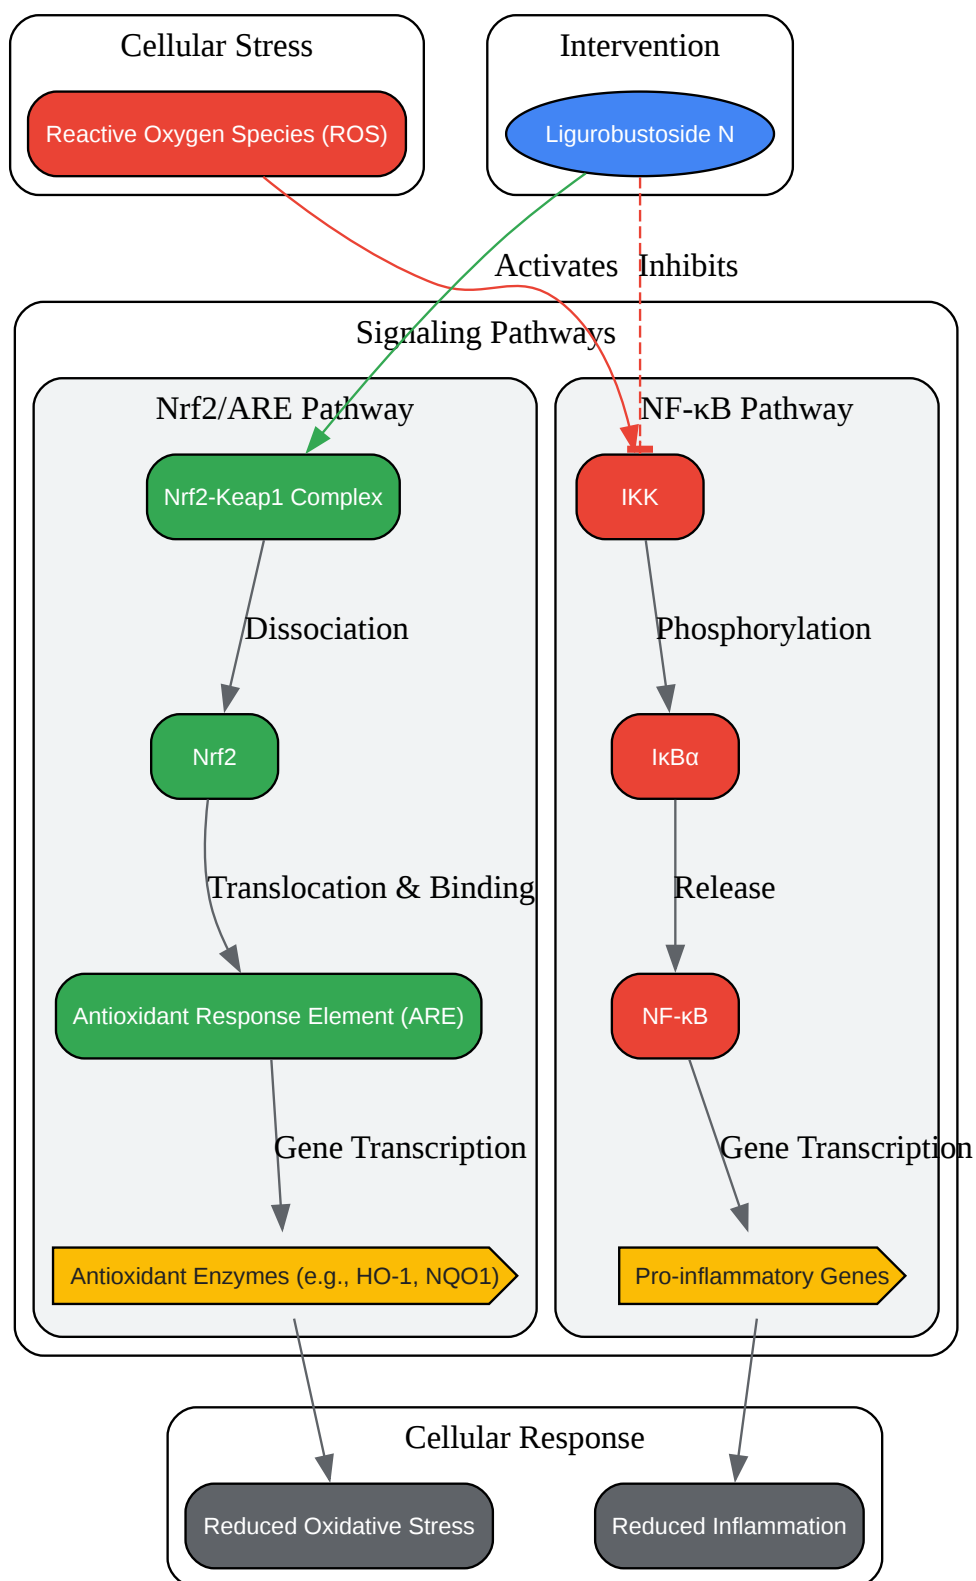 Cellular Stress
Intervention
Reactive Oxygen Species (ROS)
Ligurobustoside N
Activates
Inhibits
Signaling Pathways
Nrf2/ARE Pathway
NF-κB Pathway
Nrf2-Keap1 Complex
IKK
Dissociation
Phosphorylation
Nrf2
IκBα
Translocation & Binding
Release
Antioxidant Response Element (ARE)
NF-κB
Gene Transcription
Gene Transcription
Antioxidant Enzymes (e.g., HO-1, NQO1)
Pro-inflammatory Genes
Cellular Response
Reduced Oxidative Stress
Reduced Inflammation